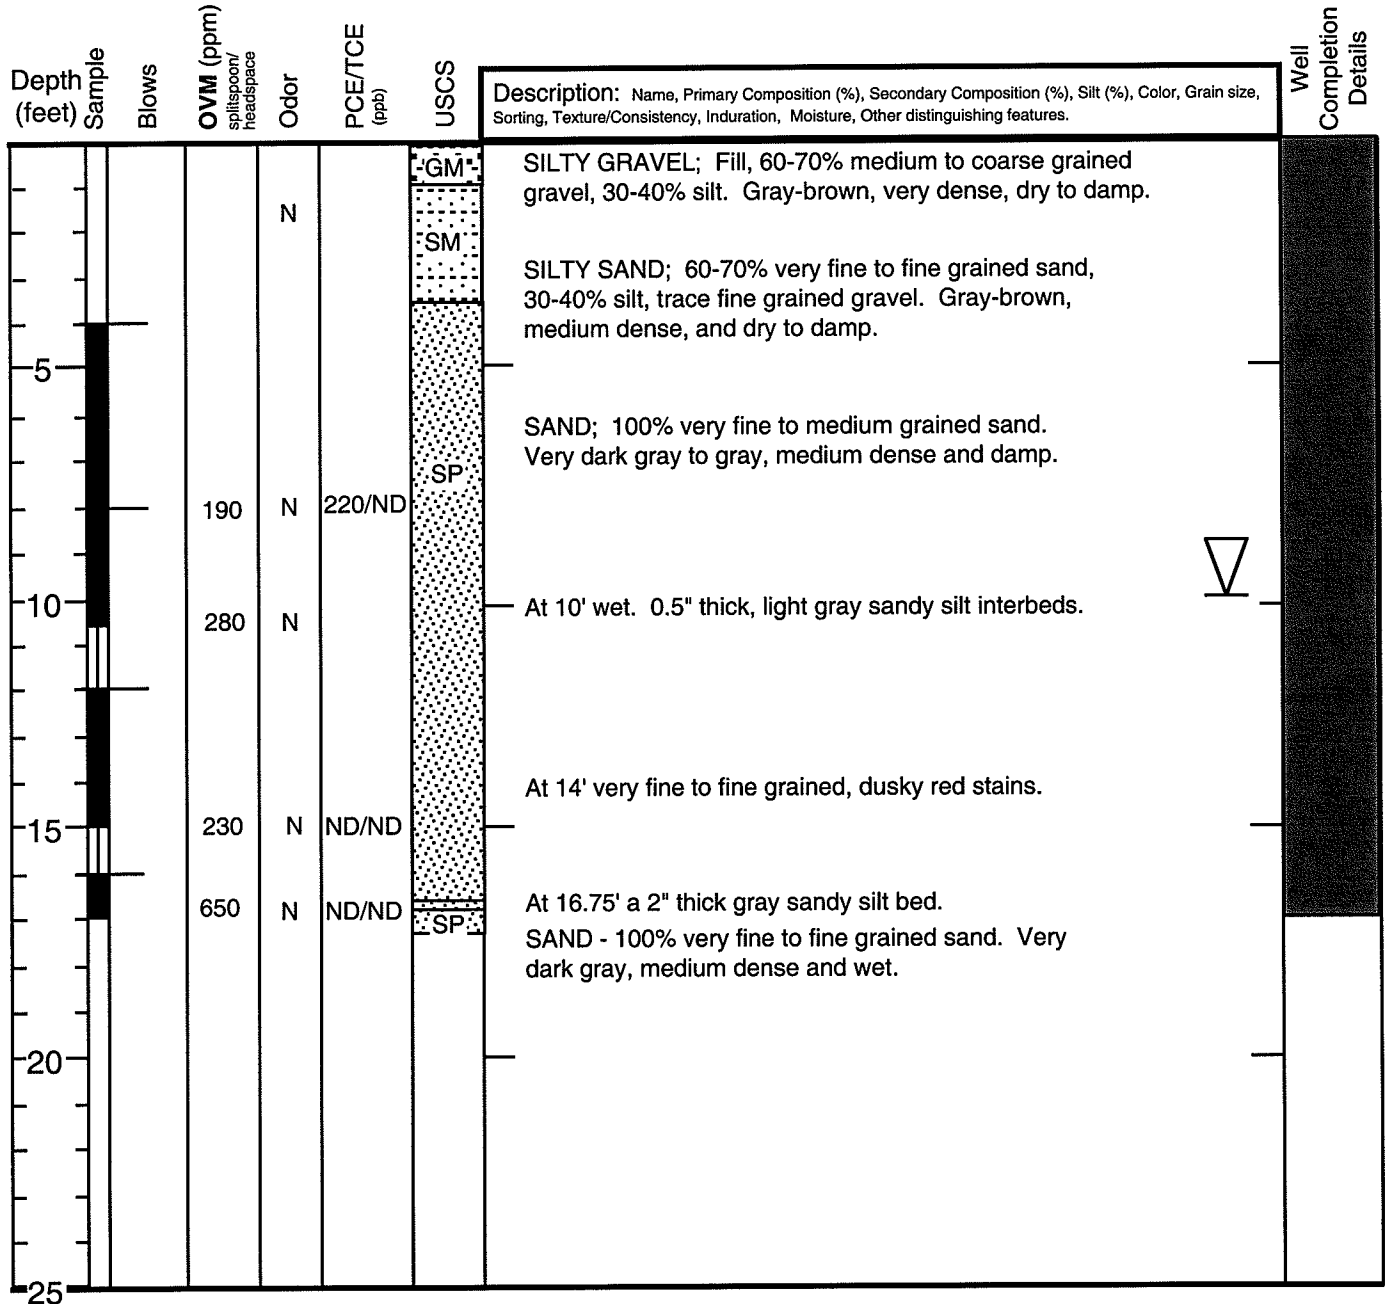 Depth
(feet)
Sample
Blows
OVM (ppm)
splitspoon/
headspace
Odor
PCE/TCE
(ppb)
USCS
Description: Name, Primary Composition (%), Secondary Composition (%), Silt (%), Color, Grain size,
Sorting, Texture/Consistency, Induration, Moisture, Other distinguishing features.
Well
Completion
Details
GM
SILTY GRAVEL; Fill, 60-70% medium to coarse grained
gravel, 30-40% silt. Gray-brown, very dense, dry to damp.
N
SM
SILTY SAND; 60-70% very fine to fine grained sand,
30-40% silt, trace fine grained gravel. Gray-brown,
medium dense, and dry to damp.
5
SAND; 100% very fine to medium grained sand.
Very dark gray to gray, medium dense and damp.
SP
190 N 220/ND
10
At 10' wet. 0.5" thick, light gray sandy silt interbeds.
280 N
At 14' very fine to fine grained, dusky red stains.
15 230 N ND/ND
650 N ND/ND
At 16.75' a 2" thick gray sandy silt bed.
SP
SAND - 100% very fine to fine grained sand. Very
dark gray, medium dense and wet.
20
25